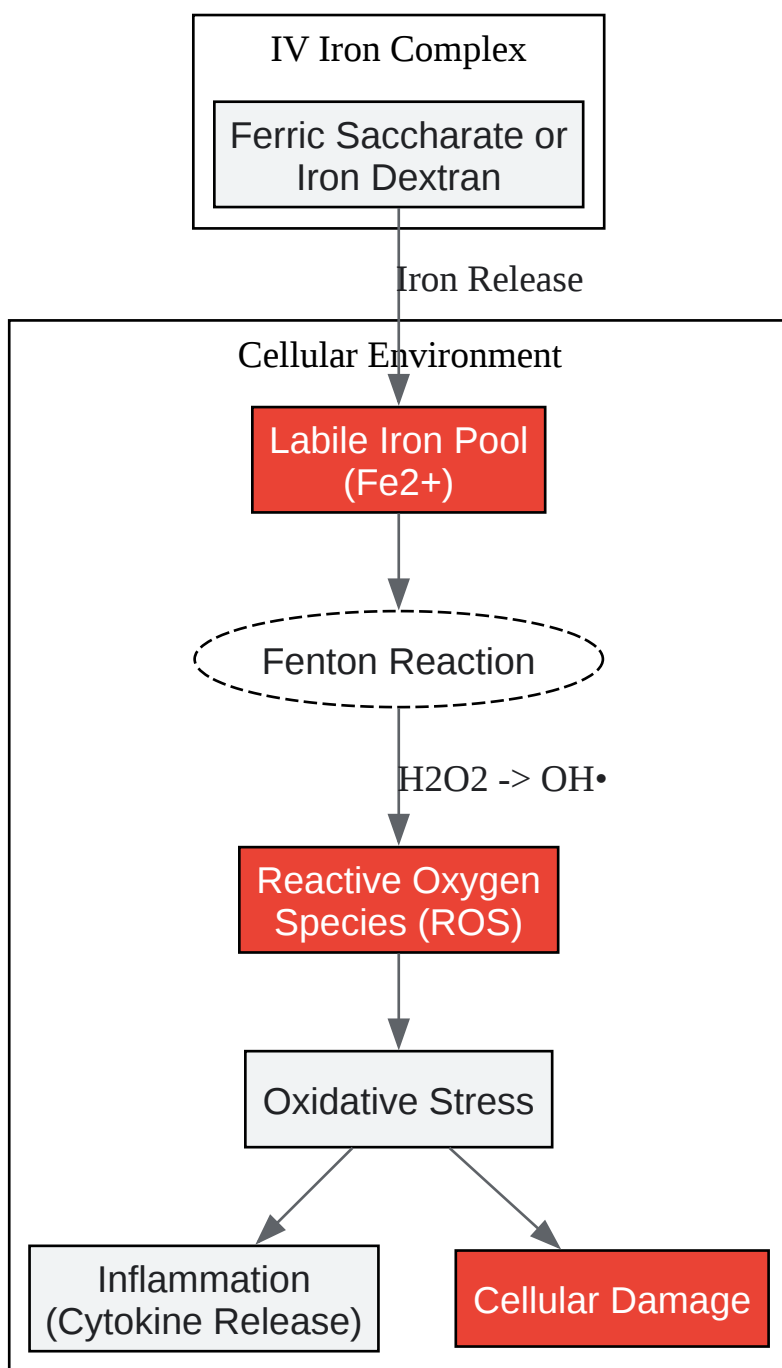 IV Iron Complex
Ferric Saccharate or
Iron Dextran
Iron Release
Cellular Environment
Labile Iron Pool
(Fe2+)
Fenton Reaction
H2O2 -> OH•
Reactive Oxygen
Species (ROS)
Oxidative Stress
Inflammation
(Cytokine Release)
Cellular Damage